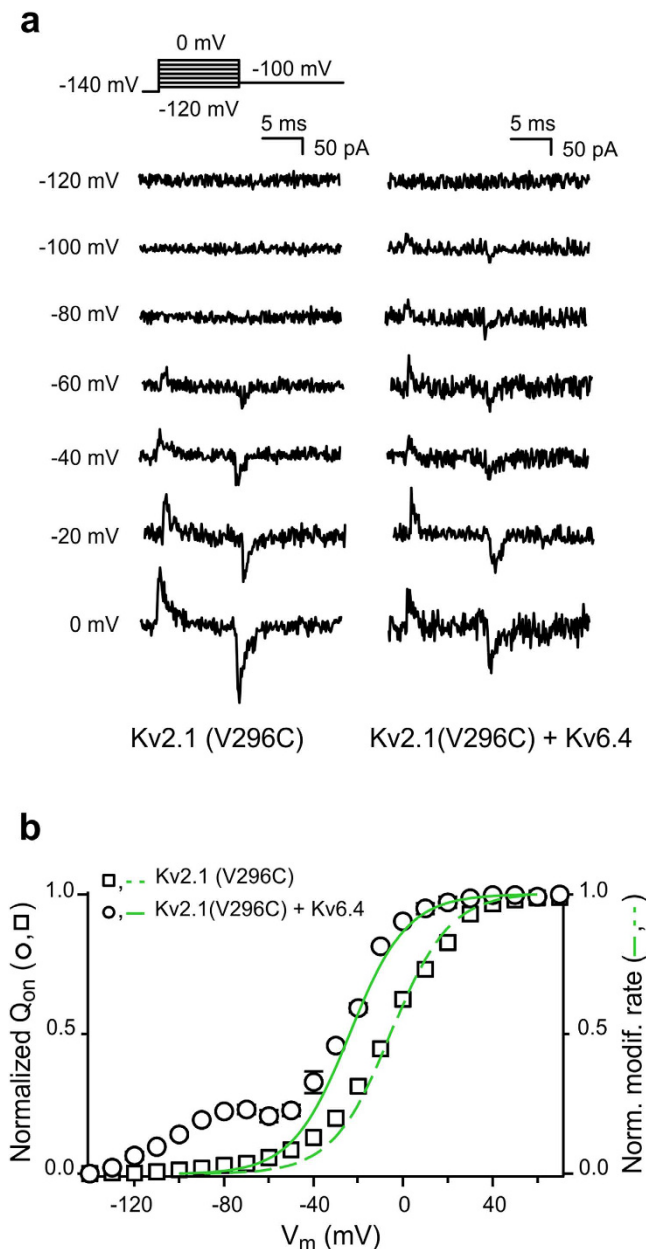 a
0 mV
-100 mV
-140 mV
-120 mV
5 ms
50 pA
5 ms
50 pA
-120 mV
-100 mV
-80 mV
-60 mV
-40 mV
-20 mV
0 mV
Kv2.1 (V296C)
Kv2.1(V296C) + Kv6.4
b
Kv2.1 (V296C)
Kv2.1(V296C) + Kv6.4
1.0
0.5
0.0
Normalized Qon (○,□)
1.0
0.5
0.0
Norm. modif. rate (—,--)
-120
-80
-40
0
40
Vm (mV)